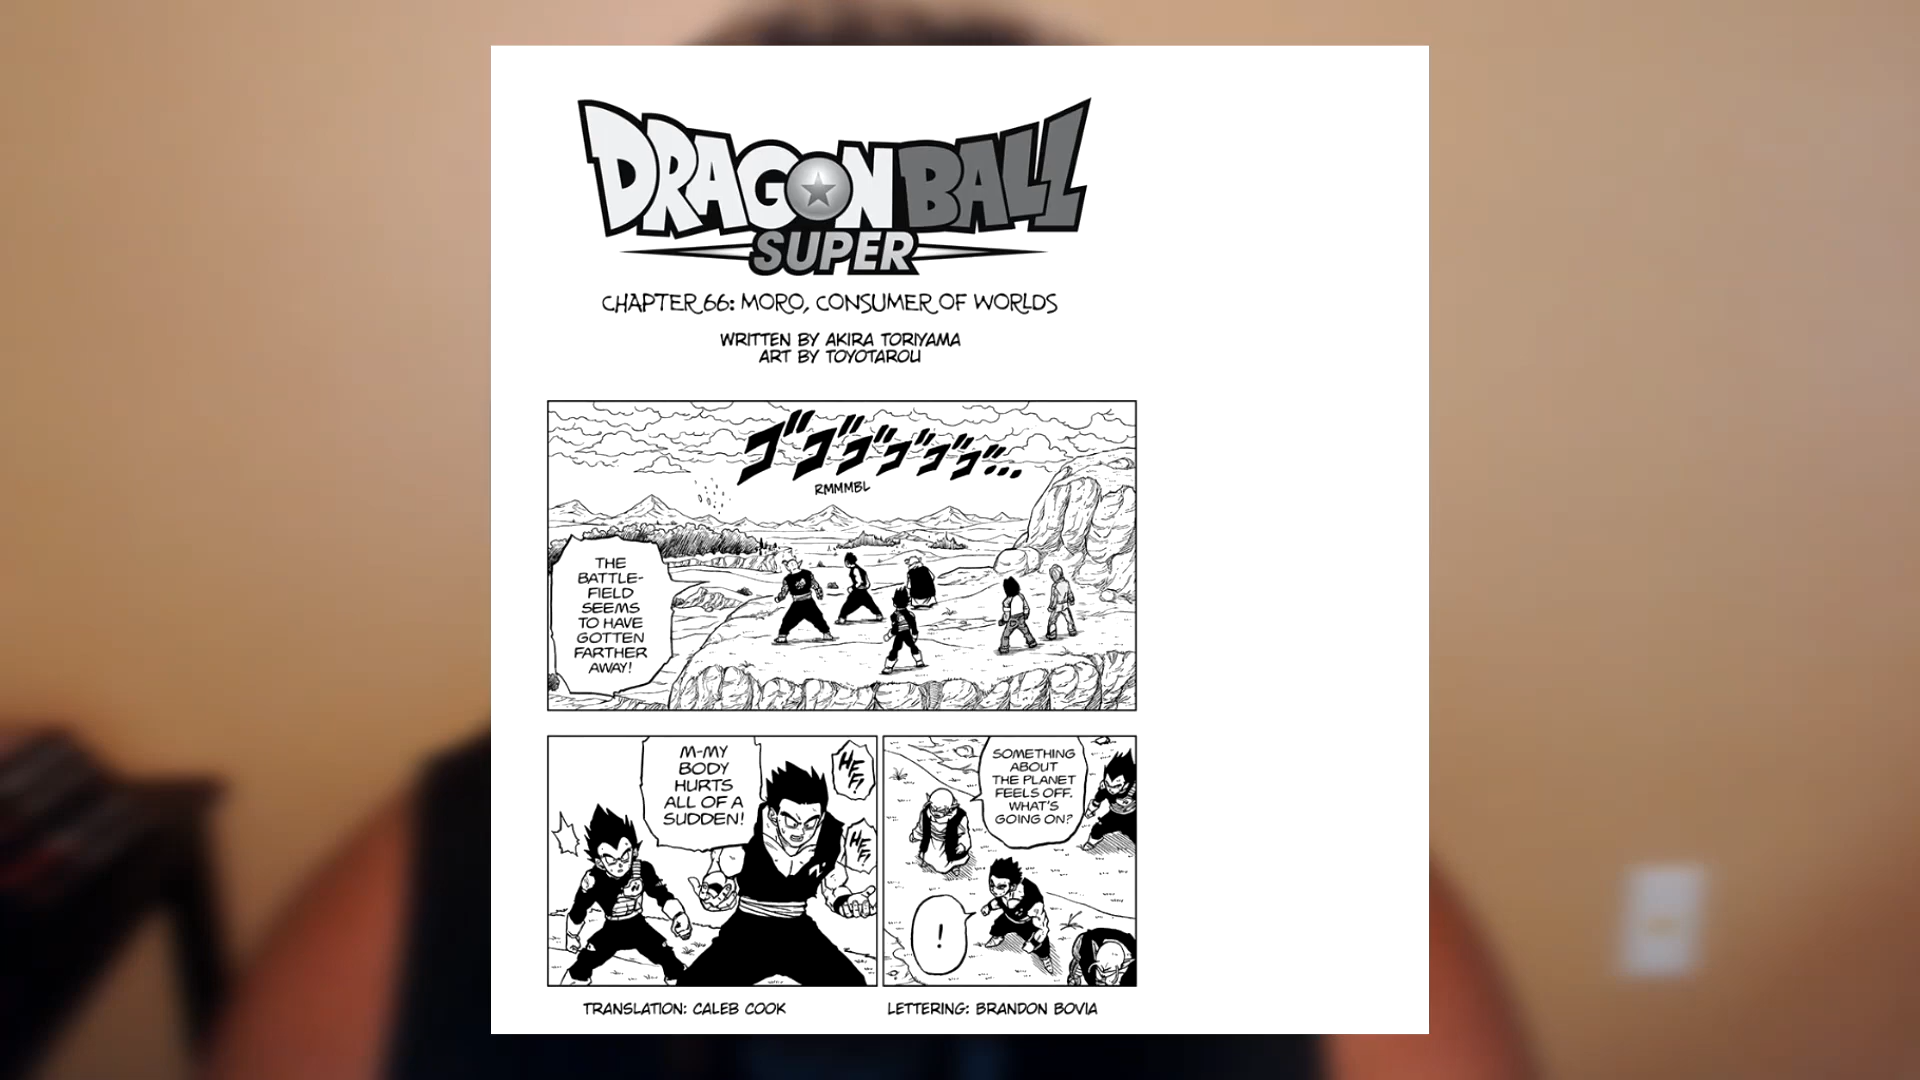 DRAGON BALL
SUPER
CHAPTER 66: MORO, CONSUMER OF WORLDS
WRITTEN BY AKIRA TORIYAMA
ART BY TOYOTAROU
ゴゴゴゴゴゴ...
RMMMBL
THE
BATTLE-
FIELD
SEEMS
TO HAVE
GOTTEN
FARTHER
AWAY!
M-MY
BODY
HURTS
ALL OF A
SUDDEN!
HEF!
HEF!
SOMETHING
ABOUT
THE PLANET
FEELS OFF.
WHAT'S
GOING ON?
!
TRANSLATION: CALEB COOK
LETTERING: BRANDON BOVIA